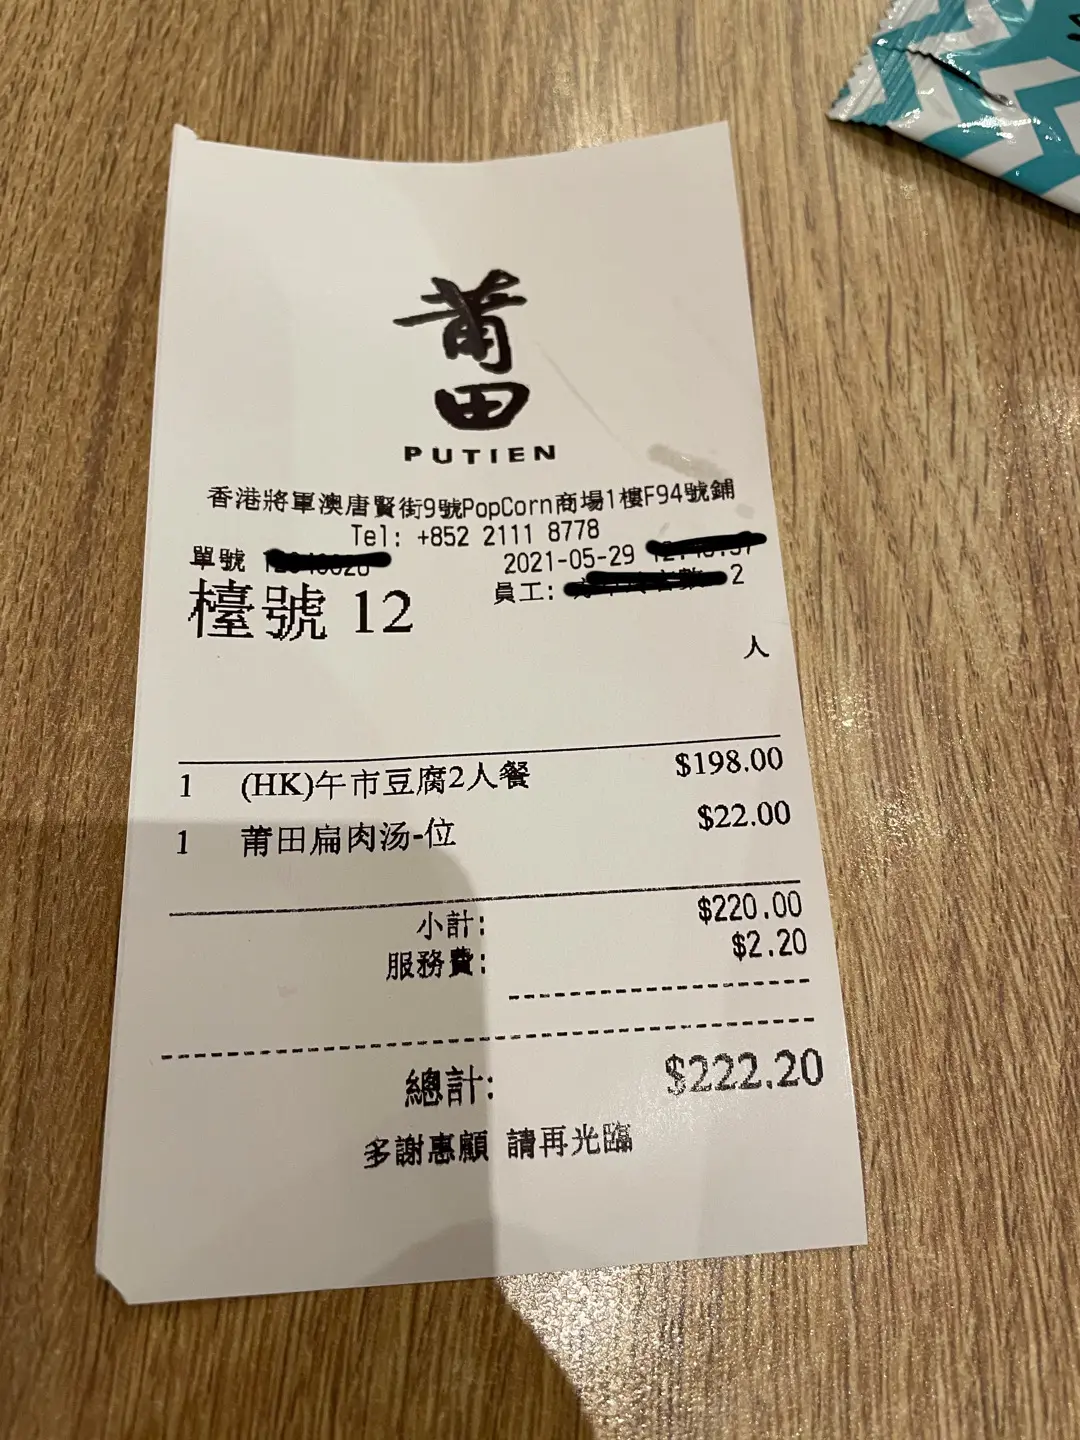 莆田
PUTIEN
香港將軍澳唐賢街9號PopCorn商場1樓F94號鋪
Tel: +852 2111 8778
單號 2021-05-29
檯號 12 員工: 2
人
1 (HK)午市豆腐2人餐 $198.00
1 莆田扁肉汤-位 $22.00
小計: $220.00
服務費: $2.20
總計: $222.20
多謝惠顧 請再光臨